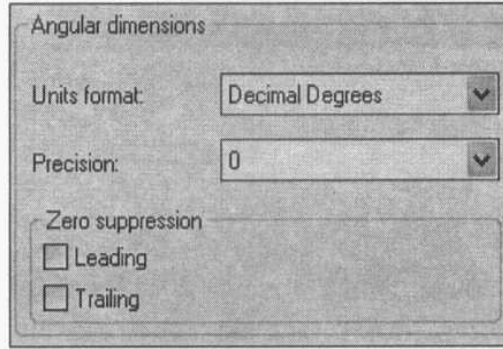 Angular dimensions
Units format: Decimal Degrees
Precision: 0
Zero suppression
Leading
Trailing